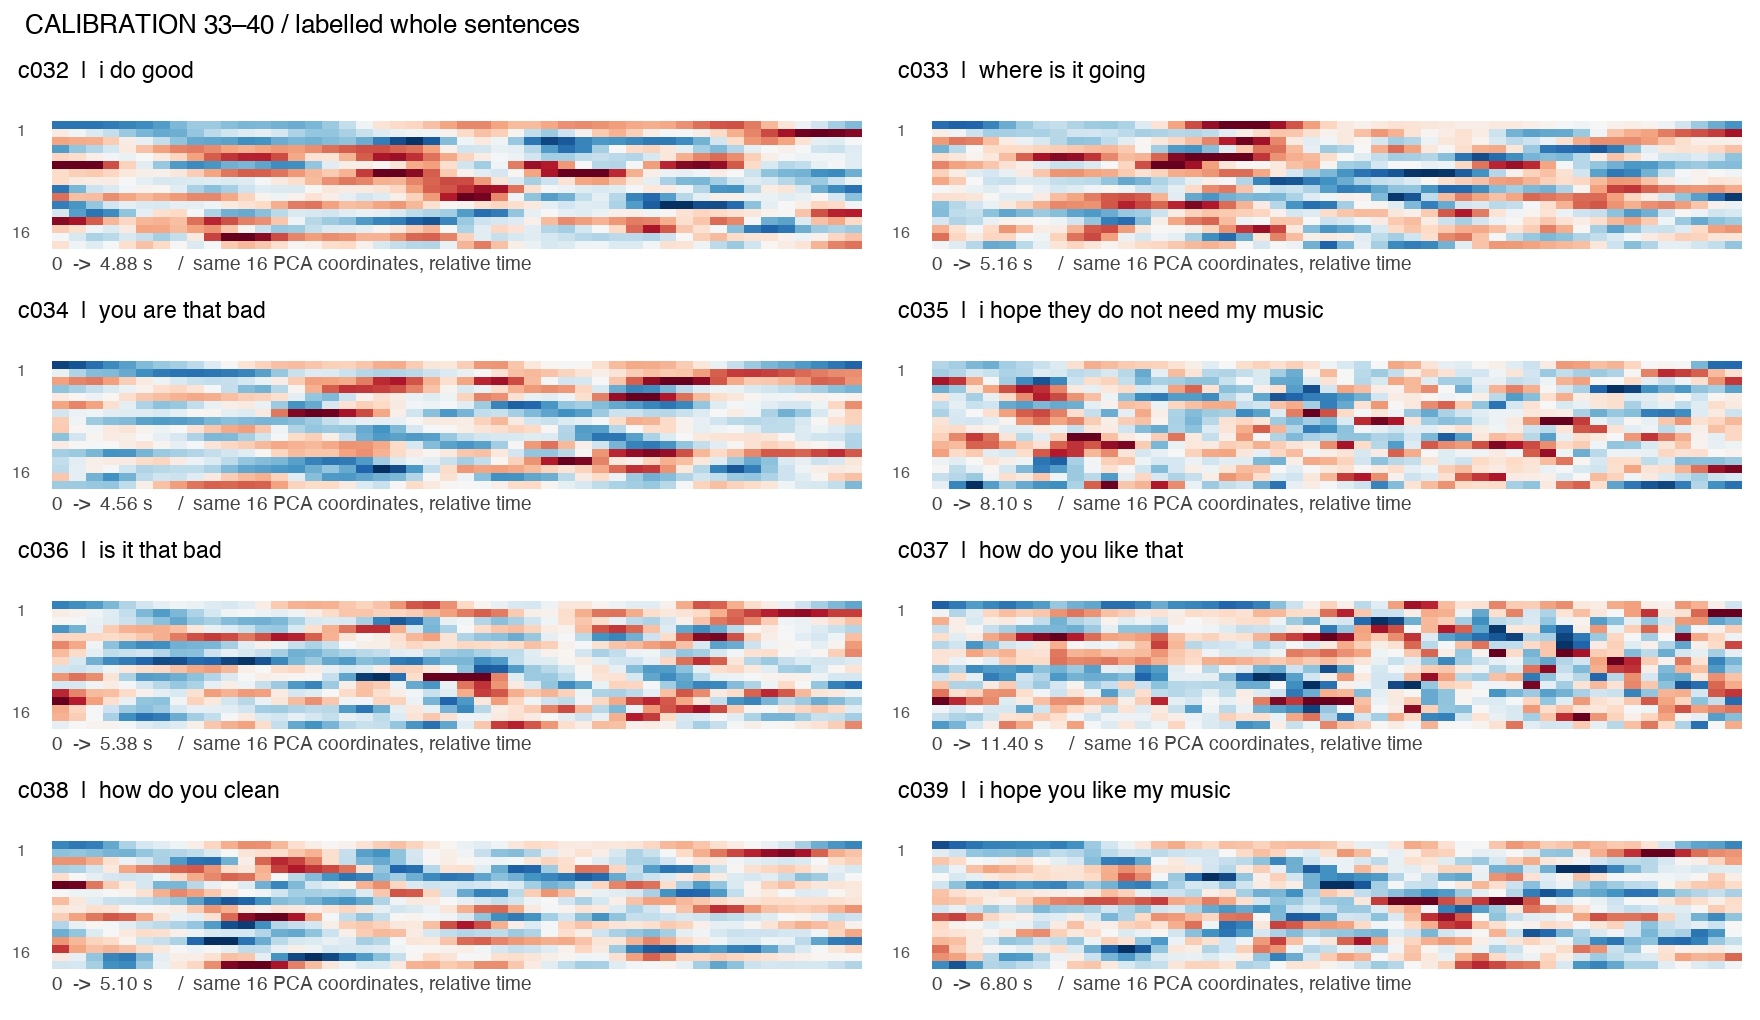 CALIBRATION 33–40 / labelled whole sentences
c032 | i do good
1
16
0 -> 4.88 s / same 16 PCA coordinates, relative time
c033 | where is it going
1
16
0 -> 5.16 s / same 16 PCA coordinates, relative time
c034 | you are that bad
1
16
0 -> 4.56 s / same 16 PCA coordinates, relative time
c035 | i hope they do not need my music
1
16
0 -> 8.10 s / same 16 PCA coordinates, relative time
c036 | is it that bad
1
16
0 -> 5.38 s / same 16 PCA coordinates, relative time
c037 | how do you like that
1
16
0 -> 11.40 s / same 16 PCA coordinates, relative time
c038 | how do you clean
1
16
0 -> 5.10 s / same 16 PCA coordinates, relative time
c039 | i hope you like my music
1
16
0 -> 6.80 s / same 16 PCA coordinates, relative time